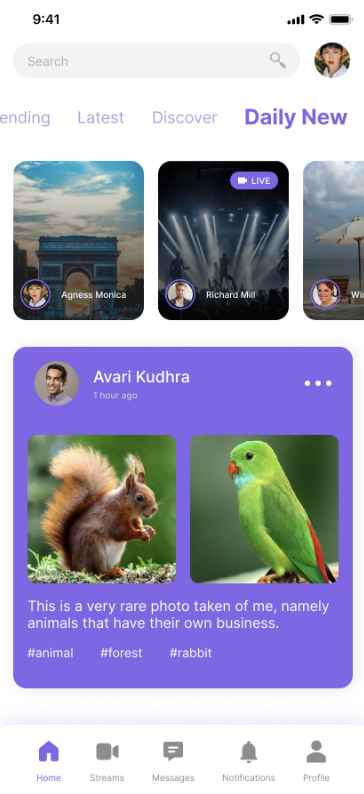 9:41
Search
ending Latest Discover Daily New
LIVE
Agness Monica Richard Mill Wi
Avari Kudhra
1 hour ago
This is a very rare photo taken of me, namely
animals that have their own business.
#animal #forest #rabbit
Home Streams Messages Notifications Profile